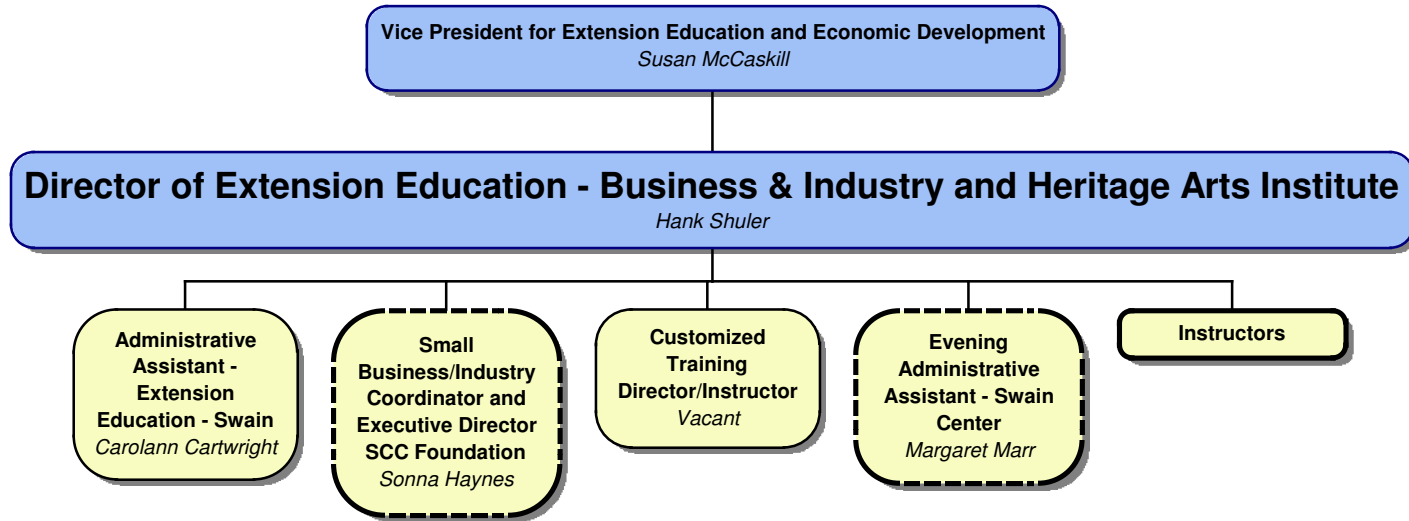 Vice President for Extension Education and Economic Development
Susan McCaskill
Director of Extension Education - Business & Industry and Heritage Arts Institute
Hank Shuler
Administrative
Assistant -
Extension
Education - Swain
Carolann Cartwright
Small
Business/Industry
Coordinator and
Executive Director
SCC Foundation
Sonna Haynes
Customized
Training
Director/Instructor
Vacant
Evening
Administrative
Assistant - Swain
Center
Margaret Marr
Instructors